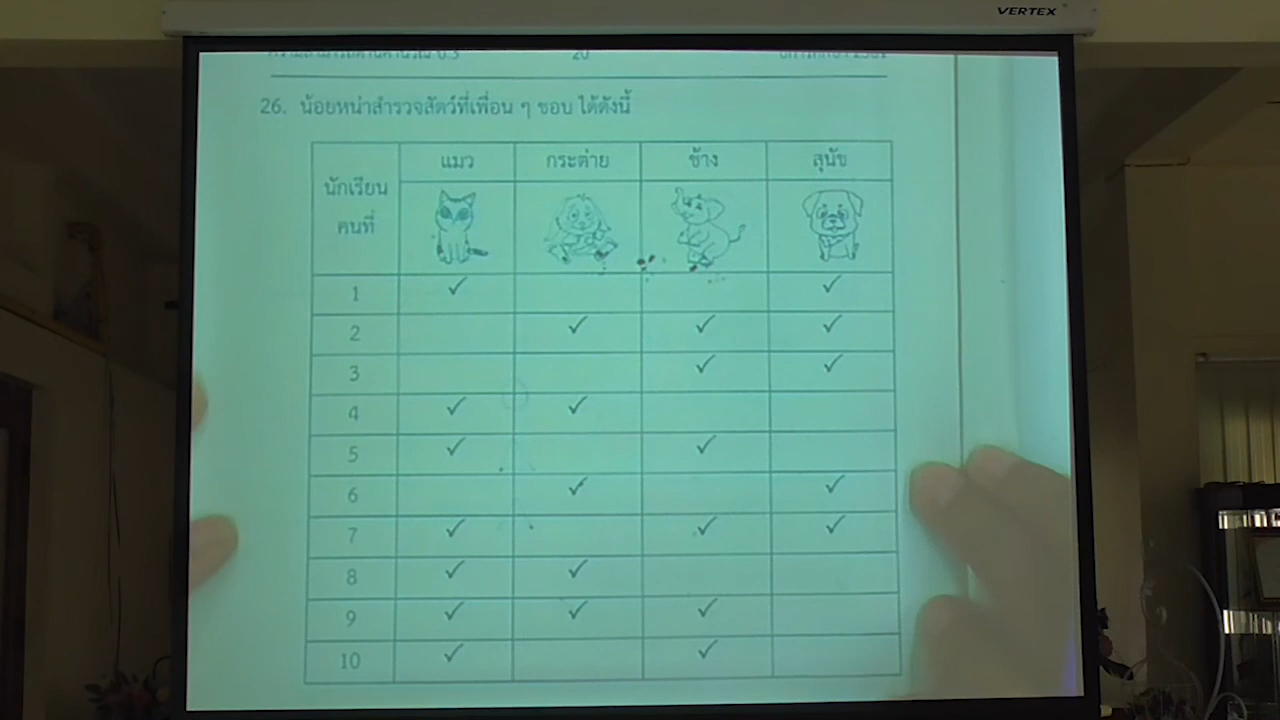 VERTEX
20
26. น้อยหน่าสำรวจสัตว์ที่เพื่อน ๆ ชอบ ได้ดังนี้
นักเรียน คนที่ แมว กระต่าย ช้าง สุนัข
1 ✓ ✓
2 ✓ ✓ ✓
3 ✓ ✓
4 ✓ ✓
5 ✓ ✓
6 ✓ ✓
7 ✓ ✓ ✓
8 ✓ ✓
9 ✓ ✓ ✓
10 ✓ ✓